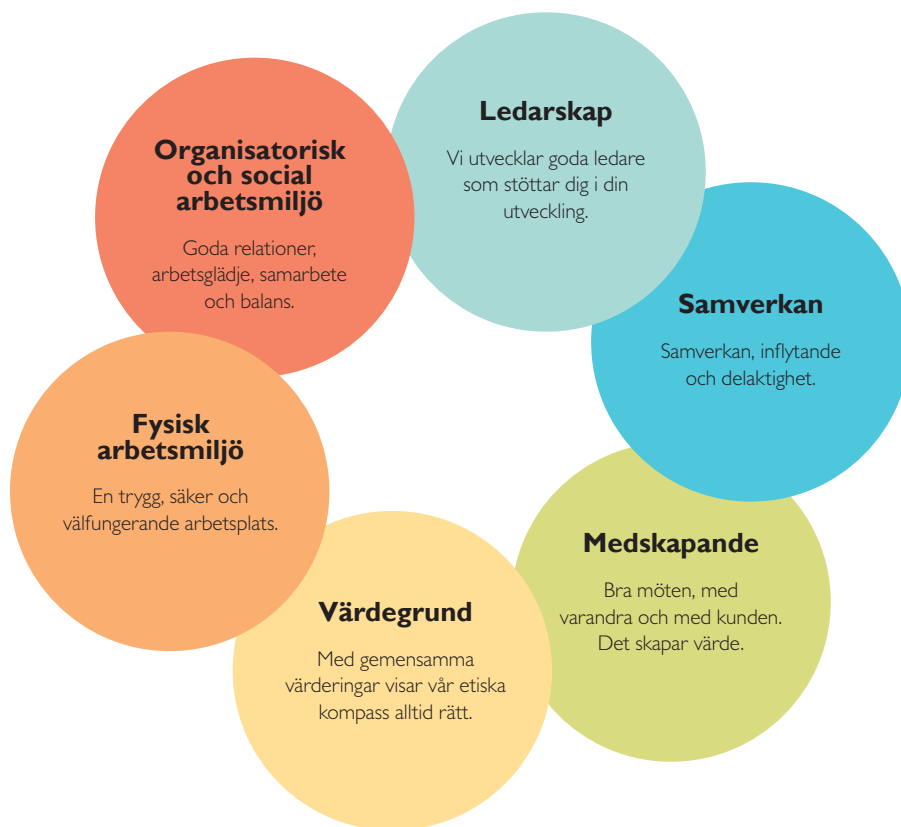 Ledarskap
Vi utvecklar goda ledare
som stöttar dig i din
utveckling.
Organisatorisk
och social
arbetsmiljö
Goda relationer,
arbetsglädje, samarbete
och balans.
Samverkan
Samverkan, inflytande
och delaktighet.
Fysisk
arbetsmiljö
En trygg, säker och
välfungerande arbetsplats.
Medskapande
Bra möten, med
varandra och med kunden.
Det skapar värde.
Värdegrund
Med gemensamma
värderingar visar vår etiska
kompass alltid rätt.